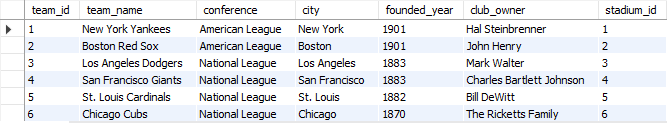 team_id team_name conference city founded_year club_owner stadium_id
1 New York Yankees American League New York 1901 Hal Steinbrenner 1
2 Boston Red Sox American League Boston 1901 John Henry 2
3 Los Angeles Dodgers National League Los Angeles 1883 Mark Walter 3
4 San Francisco Giants National League San Francisco 1883 Charles Bartlett Johnson 4
5 St. Louis Cardinals National League St. Louis 1882 Bill DeWitt 5
6 Chicago Cubs National League Chicago 1870 The Ricketts Family 6